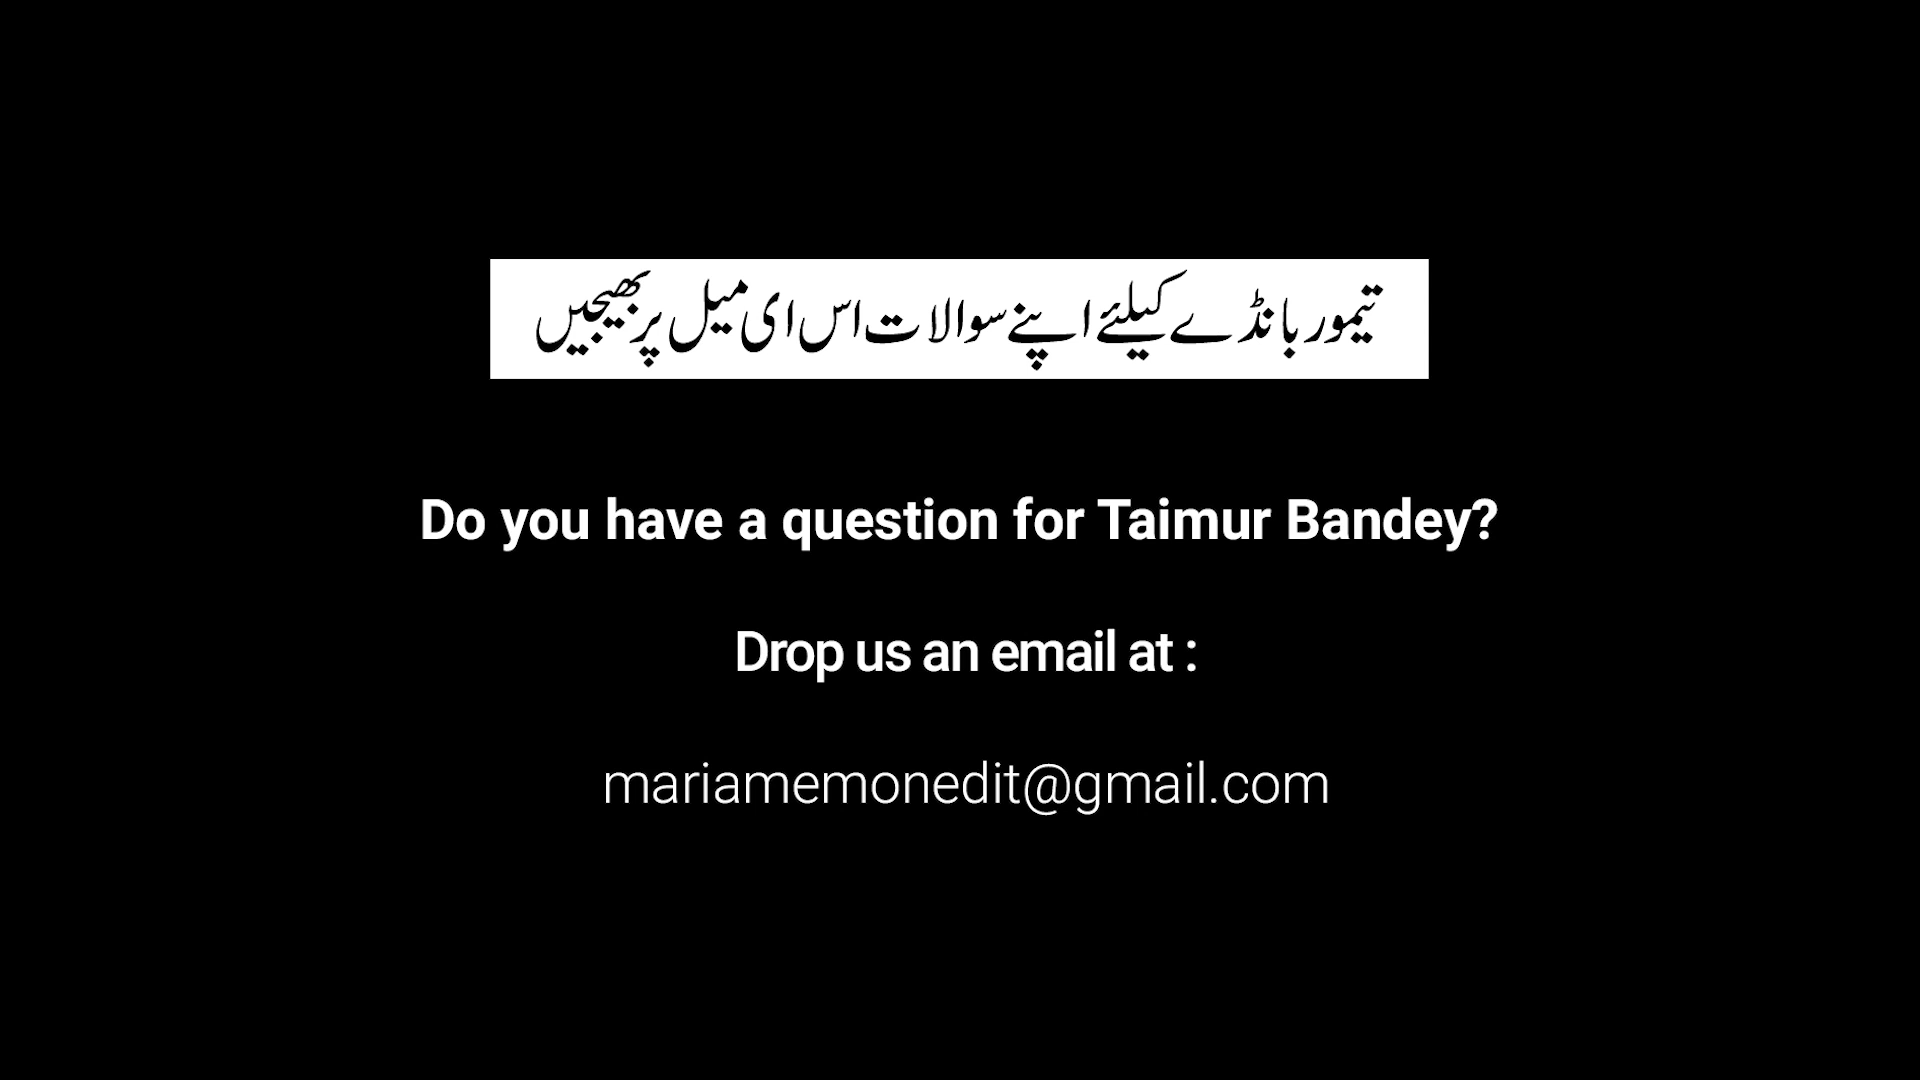 تیمور بانڈے کیلئے اپنے سوالات اس ای میل پر بھیجیں
Do you have a question for Taimur Bandey?
Drop us an email at :
mariamemonedit@gmail.com